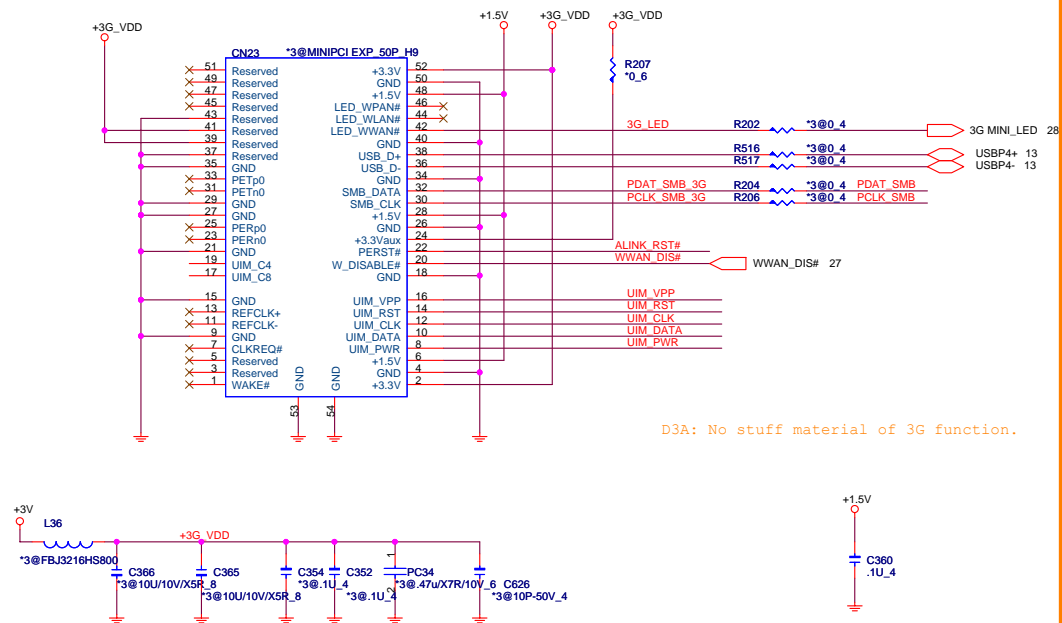 +3G_VDD
+1.5V
+3G_VDD
+3G_VDD
CN23 *3@MINIPCI EXP_50P_H9
R207
*0_6
51 Reserved +3.3V 52
49 Reserved GND 50
47 Reserved +1.5V 48
45 Reserved LED_WPAN# 46
43 Reserved LED_WLAN# 44
41 Reserved LED_WWAN# 42 3G_LED R202 *3@0_4 3G MINI_LED 28
39 Reserved GND 40
37 Reserved USB_D+ 38 R516 *3@0_4 USBP4+ 13
35 GND USB_D- 36 R517 *3@0_4 USBP4- 13
33 PETp0 GND 34
31 PETn0 SMB_DATA 32 PDAT_SMB_3G R204 *3@0_4 PDAT_SMB
29 GND SMB_CLK 30 PCLK_SMB_3G R206 *3@0_4 PCLK_SMB
27 GND +1.5V 28
25 PERp0 GND 26
23 PERn0 +3.3Vaux 24
21 GND PERST# 22 ALINK_RST#
19 UIM_C4 W_DISABLE# 20 WWAN_DIS# WWAN_DIS# 27
17 UIM_C8 GND 18
15 GND UIM_VPP 16 UIM_VPP
13 REFCLK+ UIM_RST 14 UIM_RST
11 REFCLK- UIM_CLK 12 UIM_CLK
9 GND UIM_DATA 10 UIM_DATA
7 CLKREQ# UIM_PWR 8 UIM_PWR
5 Reserved +1.5V 6
3 Reserved GND 4
1 WAKE# +3.3V 2
GND GND
53 54
D3A: No stuff material of 3G function.
+3V
L36
*3@FBJ3216HS800
+3G_VDD
C366
*3@10U/10V/X5R_8
C365
*3@10U/10V/X5R_8
C354
*3@.1U_4
C352
*3@.1U_4
1
PC34
*3@.47u/X7R/10V_6
2
C626
*3@10P-50V_4
+1.5V
C360
.1U_4